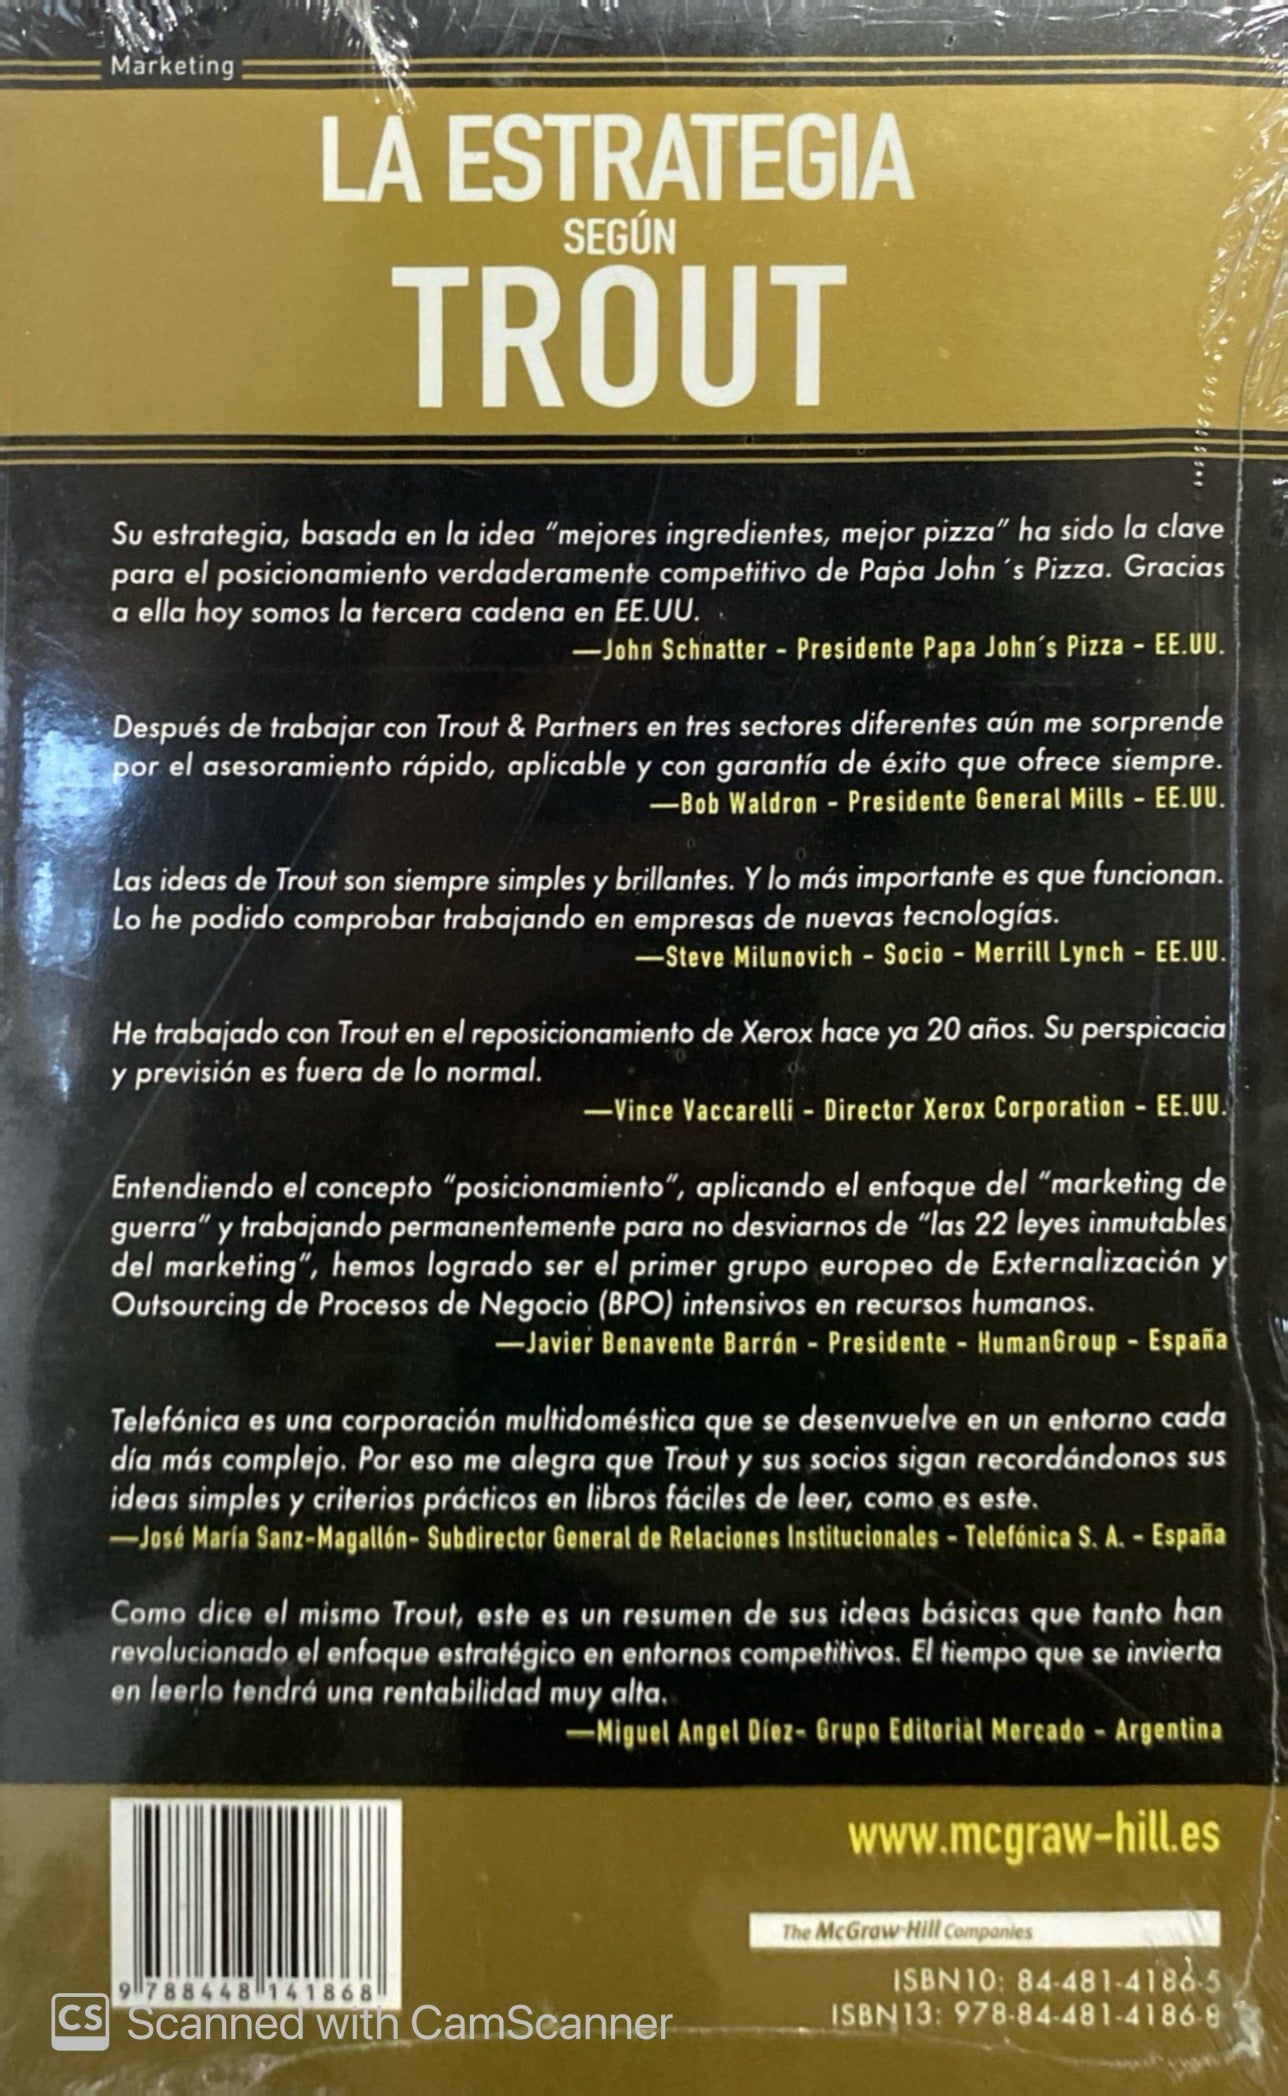 Marketing
LA ESTRATEGIA
SEGÚN
TROUT
Su estrategia, basada en la idea “mejores ingredientes, mejor pizza” ha sido la clave
para el posicionamiento verdaderamente competitivo de Papa John´s Pizza. Gracias
a ella hoy somos la tercera cadena en EE.UU.
—John Schnatter - Presidente Papa John´s Pizza - EE.UU.
Después de trabajar con Trout & Partners en tres sectores diferentes aún me sorprende
por el asesoramiento rápido, aplicable y con garantía de éxito que ofrece siempre.
—Bob Waldron - Presidente General Mills - EE.UU.
Las ideas de Trout son siempre simples y brillantes. Y lo más importante es que funcionan.
Lo he podido comprobar trabajando en empresas de nuevas tecnologías.
—Steve Milunovich - Socio - Merrill Lynch - EE.UU.
He trabajado con Trout en el reposicionamiento de Xerox hace ya 20 años. Su perspicacia
y previsión es fuera de lo normal.
—Vince Vaccarelli - Director Xerox Corporation - EE.UU.
Entendiendo el concepto “posicionamiento”, aplicando el enfoque del “marketing de
guerra” y trabajando permanentemente para no desviarnos de “las 22 leyes inmutables
del marketing”, hemos logrado ser el primer grupo europeo de Externalización y
Outsourcing de Procesos de Negocio (BPO) intensivos en recursos humanos.
—Javier Benavente Barrón - Presidente - HumanGroup - España
Telefónica es una corporación multidoméstica que se desenvuelve en un entorno cada
día más complejo. Por eso me alegra que Trout y sus socios sigan recordándonos sus
ideas simples y criterios prácticos en libros fáciles de leer, como es este.
—José María Sanz-Magallón- Subdirector General de Relaciones Institucionales - Telefónica S. A. - España
Como dice el mismo Trout, este es un resumen de sus ideas básicas que tanto han
revolucionado el enfoque estratégico en entornos competitivos. El tiempo que se invierta
en leerlo tendrá una rentabilidad muy alta.
—Miguel Angel Díez- Grupo Editorial Mercado - Argentina
www.mcgraw-hill.es
The McGraw-Hill Companies
ISBN10: 84-481-4186-5
ISBN13: 978-84-481-4186-8
9 788448 141868
CS Scanned with CamScanner